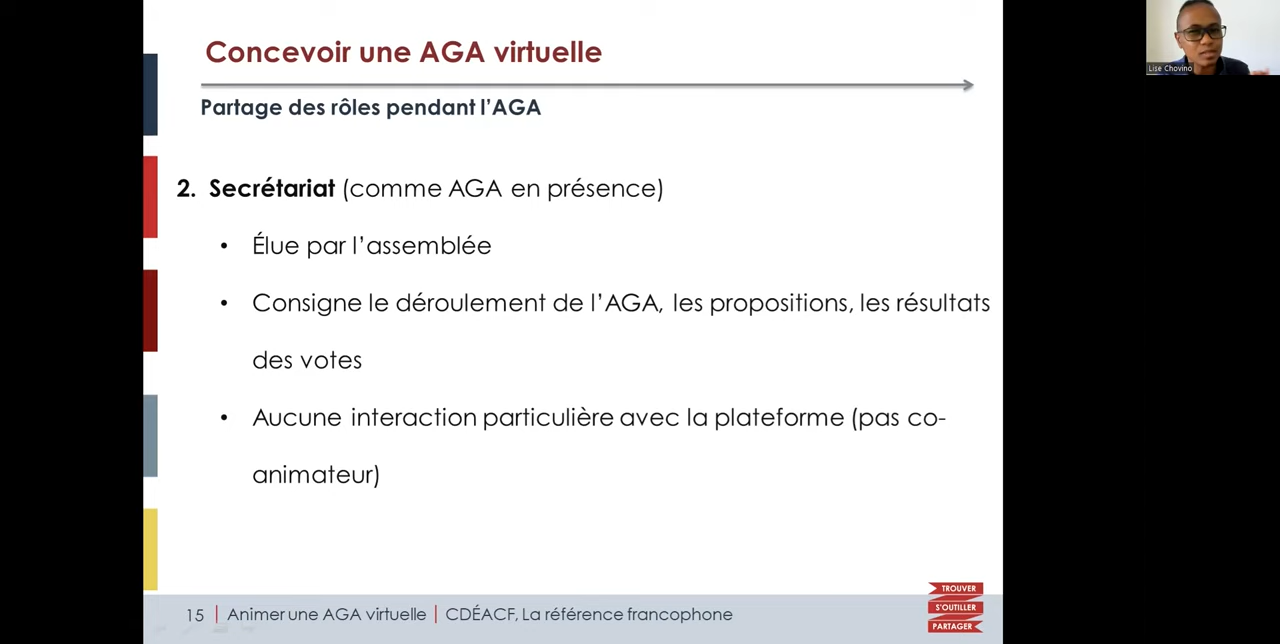 Concevoir une AGA virtuelle
Lise Chovino
Partage des rôles pendant l’AGA
2. Secrétariat (comme AGA en présence)
• Élue par l’assemblée
• Consigne le déroulement de l’AGA, les propositions, les résultats
des votes
• Aucune interaction particulière avec la plateforme (pas co-
animateur)
TROUVER
S'OUTILLER
PARTAGER
15 | Animer une AGA virtuelle | CDÉACF, La référence francophone